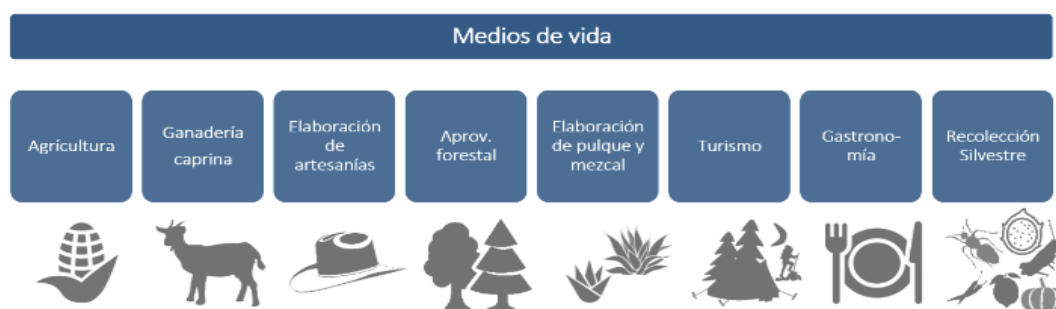 Medios de vida
Agrícultura
Ganadería
caprina
Elaboración
de
artesanías
Aprov.
forestal
Elaboración
de pulque y
mezcal
Turismo
Gastrono-
mía
Recolección
Silvestre